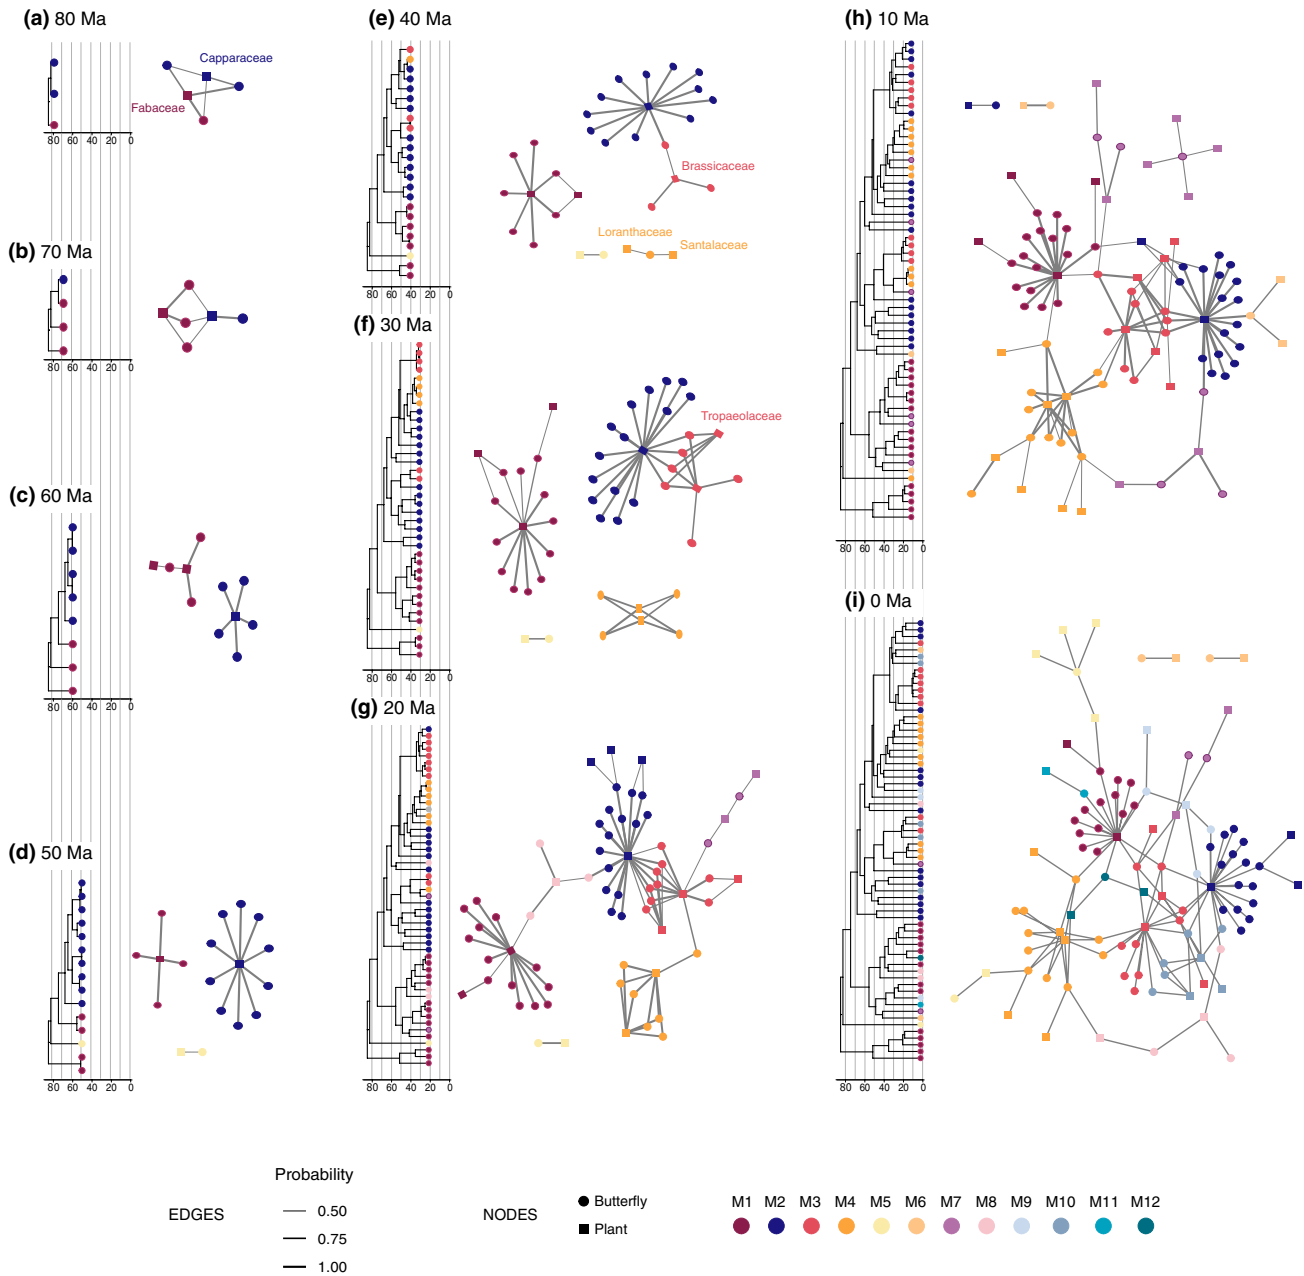 (a) 80 Ma
Capparaceae
Fabaceae
80 60 40 20 0
(b) 70 Ma
80 60 40 20 0
(c) 60 Ma
80 60 40 20 0
(d) 50 Ma
80 60 40 20 0
(e) 40 Ma
Brassicaceae
Loranthaceae
Santalaceae
80 60 40 20 0
(f) 30 Ma
Tropaeolaceae
80 60 40 20 0
(g) 20 Ma
80 60 40 20 0
(h) 10 Ma
80 60 40 20 0
(i) 0 Ma
80 60 40 20 0
EDGES
Probability
0.50
0.75
1.00
NODES
Butterfly
Plant
M1 M2 M3 M4 M5 M6 M7 M8 M9 M10 M11 M12